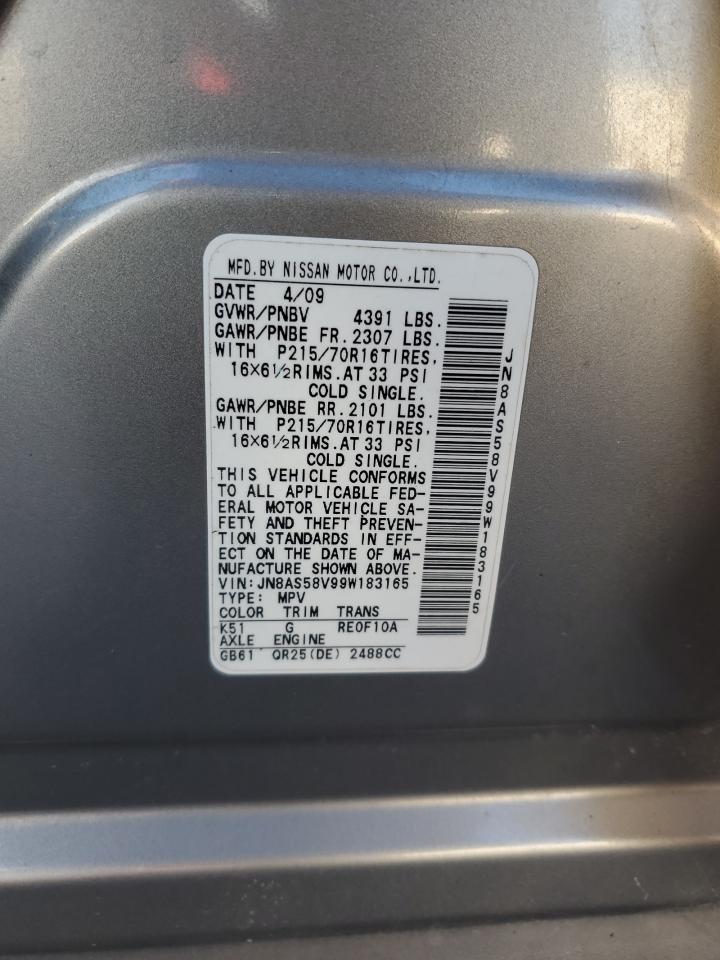 MFD.BY NISSAN MOTOR CO.,LTD.
DATE 4/09
GVWR/PNBV 4391 LBS.
GAWR/PNBE FR.2307 LBS.
WITH P215/70R16TIRES,
16X6½RIMS.AT 33 PSI
COLD SINGLE.
GAWR/PNBE RR.2101 LBS.
WITH P215/70R16TIRES,
16X6½RIMS.AT 33 PSI
COLD SINGLE.
THIS VEHICLE CONFORMS
TO ALL APPLICABLE FED-
ERAL MOTOR VEHICLE SA-
FETY AND THEFT PREVEN-
TION STANDARDS IN EFF-
ECT ON THE DATE OF MA-
NUFACTURE SHOWN ABOVE.
VIN:JN8AS58V99W183165
TYPE: MPV
COLOR TRIM TRANS
K51 G RE0F10A
AXLE ENGINE
GB61 QR25(DE) 2488CC
JN8AS58V99W183165